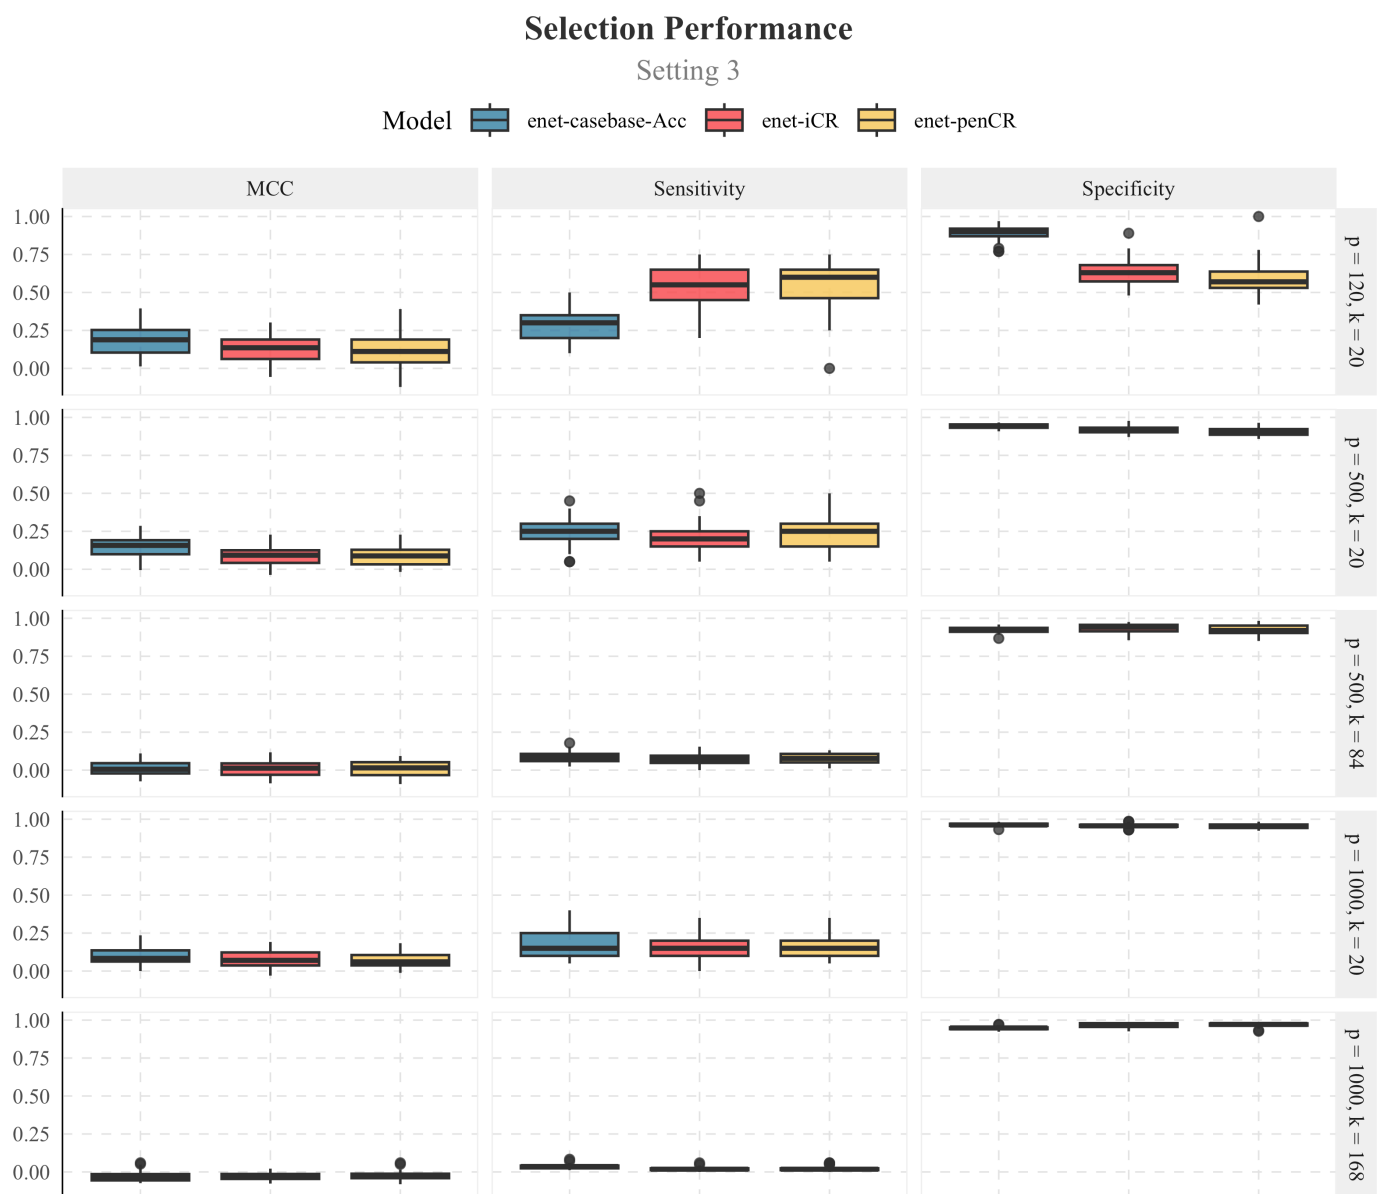 Selection Performance
Setting 3
Model enet-casebase-Acc enet-iCR enet-penCR
MCC Sensitivity Specificity
1.00
0.75
0.50
0.25
0.00
p = 120, k = 20
1.00
0.75
0.50
0.25
0.00
p = 500, k = 20
1.00
0.75
0.50
0.25
0.00
p = 500, k = 84
1.00
0.75
0.50
0.25
0.00
p = 1000, k = 20
1.00
0.75
0.50
0.25
0.00
p = 1000, k = 168